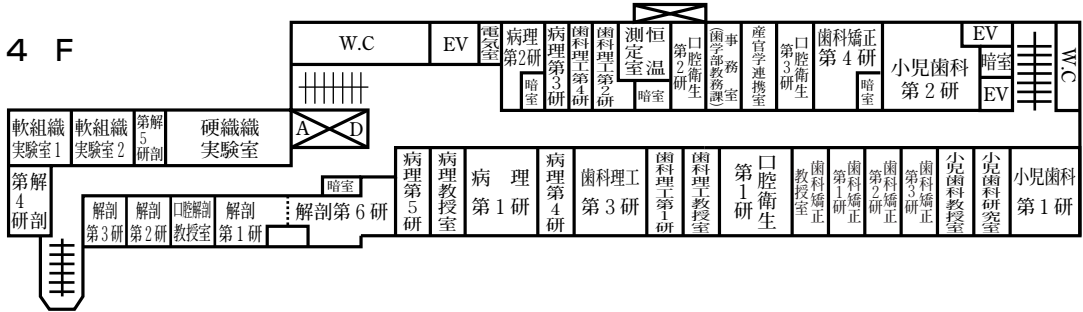 4 F
W.C
EV
電気室
病理
第2研
暗室
病理第3研
歯科理工第4研
歯科理工第2研
恒温
測定室
暗室
口腔衛生
第2研
事務室
(歯学部教務課)
産官学連携室
口腔衛生
第3研
歯科矯正
第4研
暗室
小児歯科
第2研
EV
暗室
EV
W.C
軟組織
実験室1
軟組織
実験室2
解剖
第5研
硬織織
実験室
A D
解剖
第4研
解剖
第3研
解剖
第2研
口腔解剖
教授室
解剖
第1研
暗室
解剖第6研
病理第5研
病理教授室
病 理
第1研
病理第4研
歯科理工
第3研
歯科理工第1研
歯科理工教授室
口腔衛生
第1研
歯科矯正
教授室
歯科矯正
第1研
歯科矯正
第2研
歯科矯正
第3研
小児歯科教授室
小児歯科研究室
小児歯科
第1研